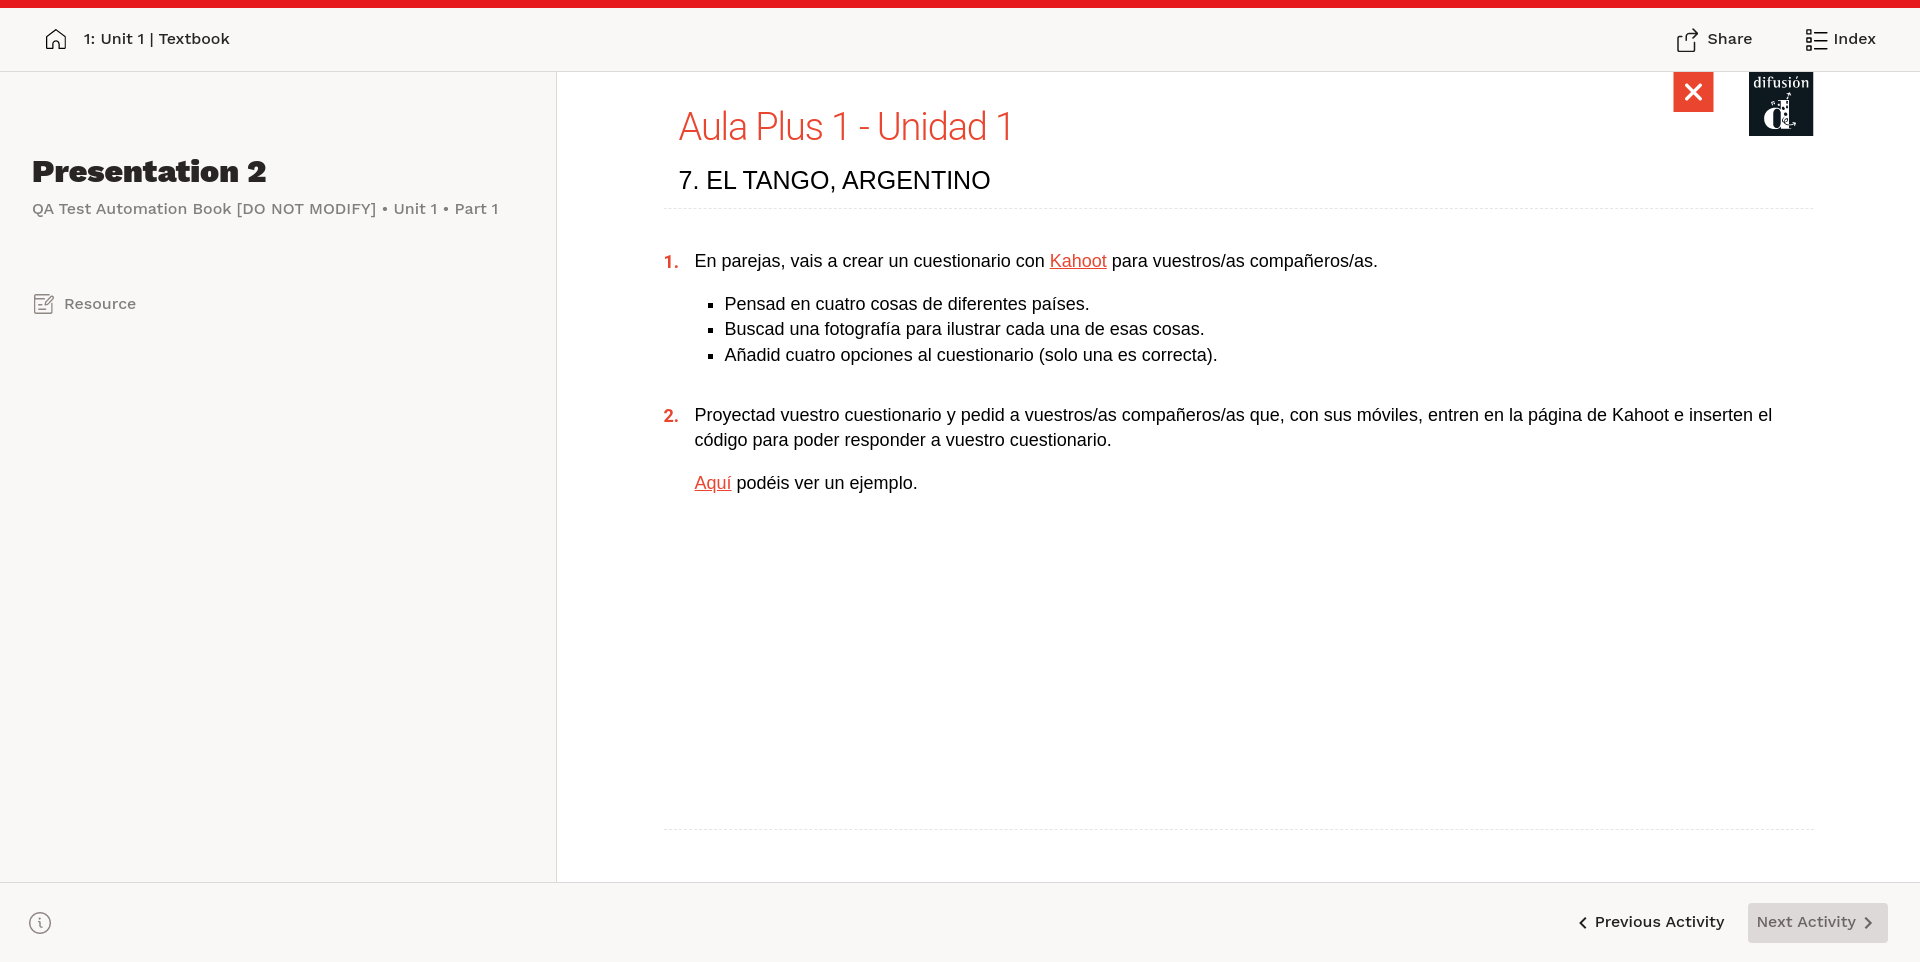 1: Unit 1 | Textbook
Share
Index
Presentation 2
QA Test Automation Book [DO NOT MODIFY] • Unit 1 • Part 1
Resource
difusión
d
Aula Plus 1 - Unidad 1
7. EL TANGO, ARGENTINO
1. En parejas, vais a crear un cuestionario con Kahoot para vuestros/as compañeros/as.
▪ Pensad en cuatro cosas de diferentes países.
▪ Buscad una fotografía para ilustrar cada una de esas cosas.
▪ Añadid cuatro opciones al cuestionario (solo una es correcta).
2. Proyectad vuestro cuestionario y pedid a vuestros/as compañeros/as que, con sus móviles, entren en la página de Kahoot e inserten el
código para poder responder a vuestro cuestionario.
Aquí podéis ver un ejemplo.
Previous Activity
Next Activity